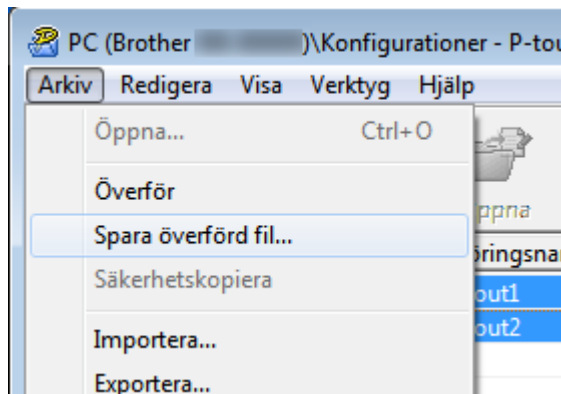 PC (Brother )\Konfigurationer - P-tou
Arkiv Redigera Visa Verktyg Hjälp
Öppna... Ctrl+O
ppna
Överför
Spara överförd fil...
öringsnar
Säkerhetskopiera
out1
out2
Importera...
Exportera...